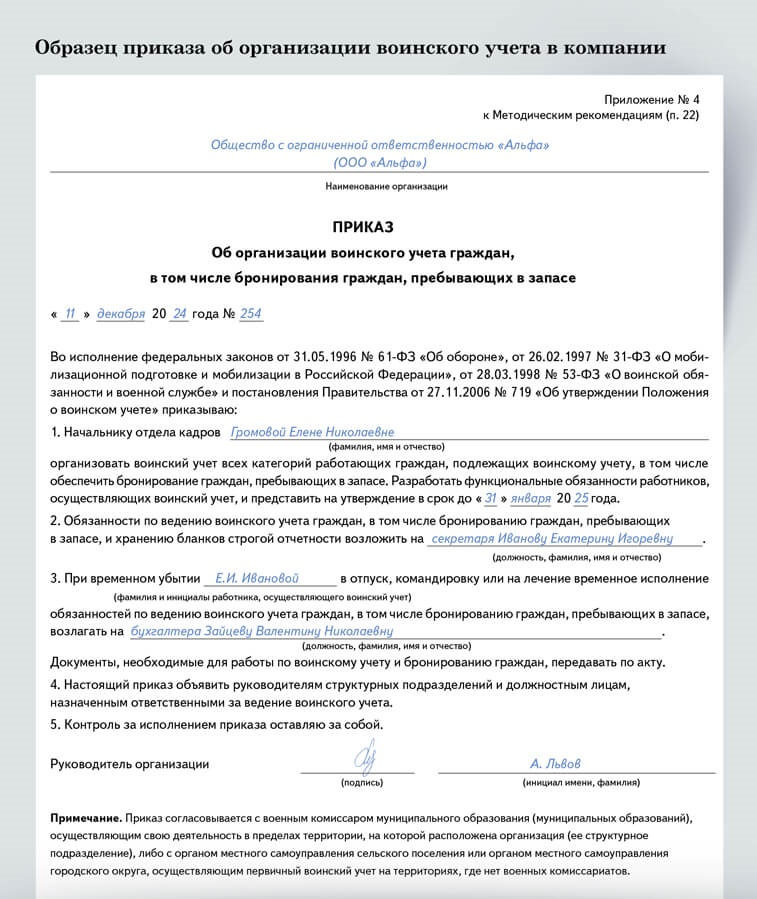 Образец приказа об организации воинского учета в компании
Приложение № 4
к Методическим рекомендациям (п. 22)
Общество с ограниченной ответственностью «Альфа»
(ООО «Альфа»)
Наименование организации
ПРИКАЗ
Об организации воинского учета граждан,
в том числе бронирования граждан, пребывающих в запасе
« 11 » декабря 20 24 года № 254
Во исполнение федеральных законов от 31.05.1996 № 61-ФЗ «Об обороне», от 26.02.1997 № 31-ФЗ «О моби-
лизационной подготовке и мобилизации в Российской Федерации», от 28.03.1998 № 53-ФЗ «О воинской обя-
занности и военной службе» и постановления Правительства от 27.11.2006 № 719 «Об утверждении Положения
о воинском учете» приказываю:
1. Начальнику отдела кадров Громовой Елене Николаевне
(фамилия, имя и отчество)
организовать воинский учет всех категорий работающих граждан, подлежащих воинскому учету, в том числе
обеспечить бронирование граждан, пребывающих в запасе. Разработать функциональные обязанности работников,
осуществляющих воинский учет, и представить на утверждение в срок до « 31 » января 20 25 года.
2. Обязанности по ведению воинского учета граждан, в том числе бронированию граждан, пребывающих
в запасе, и хранению бланков строгой отчетности возложить на секретаря Иванову Екатерину Игоревну .
(должность, фамилия, имя и отчество)
3. При временном убытии Е.И. Ивановой в отпуск, командировку или на лечение временное исполнение
(фамилия и инициалы работника, осуществляющего воинский учет)
обязанностей по ведению воинского учета граждан, в том числе бронированию граждан, пребывающих в запасе,
возлагать на бухгалтера Зайцеву Валентину Николаевну .
(должность, фамилия, имя и отчество)
Документы, необходимые для работы по воинскому учету и бронированию граждан, передавать по акту.
4. Настоящий приказ объявить руководителям структурных подразделений и должностным лицам,
назначенным ответственными за ведение воинского учета.
5. Контроль за исполнением приказа оставляю за собой.
Руководитель организации А. Львов
(подпись) (инициал имени, фамилия)
Примечание. Приказ согласовывается с военным комиссаром муниципального образования (муниципальных образований),
осуществляющим свою деятельность в пределах территории, на которой расположена организация (ее структурное
подразделение), либо с органом местного самоуправления сельского поселения или органом местного самоуправления
городского округа, осуществляющим первичный воинский учет на территориях, где нет военных комиссариатов.